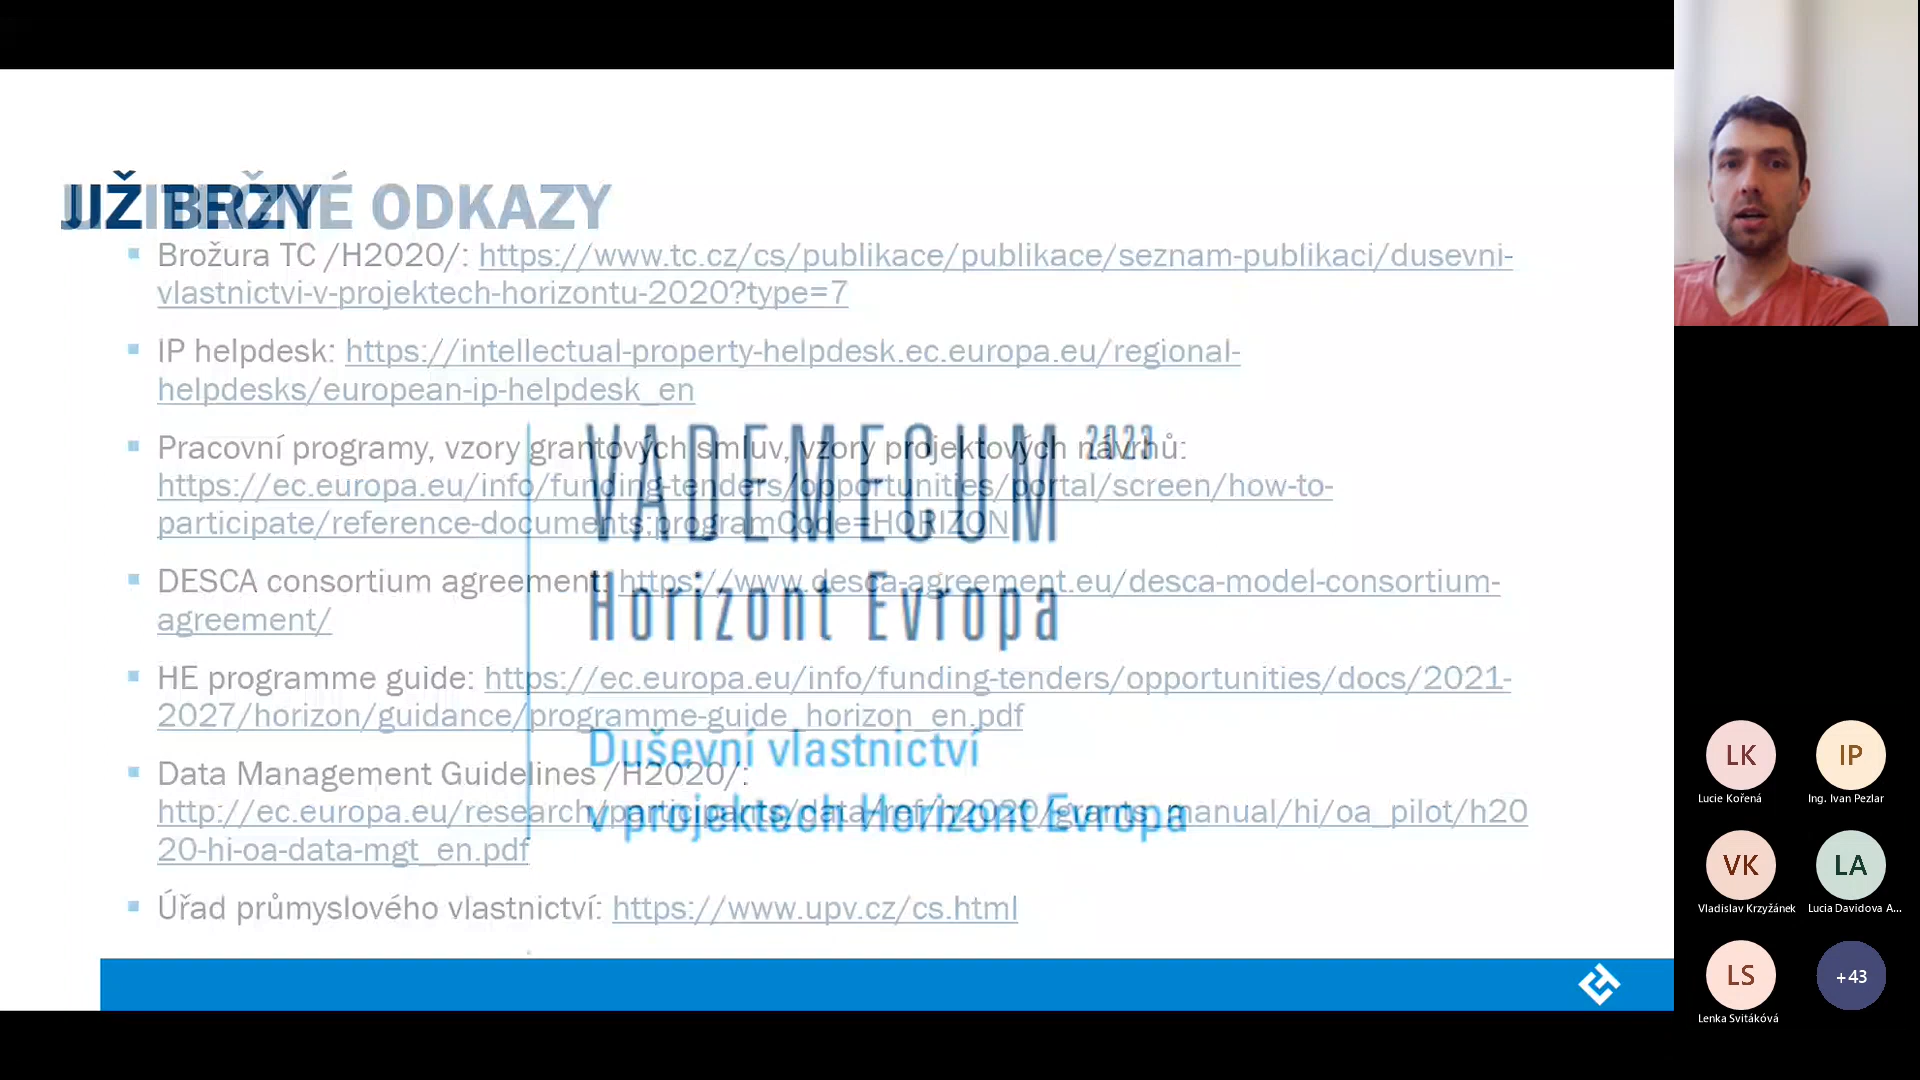 JIŽ BRZY
UŽITEČNÉ ODKAZY
Brožura TC /H2020/: https://www.tc.cz/cs/publikace/publikace/seznam-publikaci/dusevni-
vlastnictvi-v-projektech-horizontu-2020?type=7
IP helpdesk: https://intellectual-property-helpdesk.ec.europa.eu/regional-
helpdesks/european-ip-helpdesk_en
Pracovní programy, vzory grantových smluv, vzory projektových návrhů:
https://ec.europa.eu/info/funding-tenders/opportunities/portal/screen/how-to-
participate/reference-documents;programCode=HORIZON
DESCA consortium agreement: https://www.desca-agreement.eu/desca-model-consortium-
agreement/
HE programme guide: https://ec.europa.eu/info/funding-tenders/opportunities/docs/2021-
2027/horizon/guidance/programme-guide_horizon_en.pdf
Data Management Guidelines /H2020/:
http://ec.europa.eu/research/participants/data/ref/h2020/grants_manual/hi/oa_pilot/h20
20-hi-oa-data-mgt_en.pdf
Úřad průmyslového vlastnictví: https://www.upv.cz/cs.html
VADEMECUM 2023
Horizont Evropa
Duševní vlastnictví
v projektech Horizont Evropa
LK
Lucie Kořená
IP
Ing. Ivan Pezlar
VK
Vladislav Krzyžánek
LA
Lucia Davidova A...
LS
Lenka Svitáková
+43